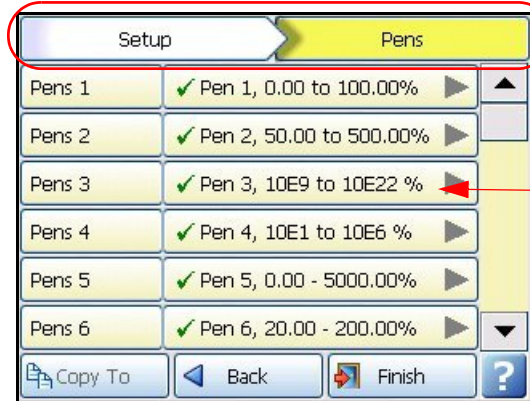 Setup Pens
Pens 1 Pen 1, 0.00 to 100.00%
Pens 2 Pen 2, 50.00 to 500.00%
Pens 3 Pen 3, 10E9 to 10E22 %
Pens 4 Pen 4, 10E1 to 10E6 %
Pens 5 Pen 5, 0.00 - 5000.00%
Pens 6 Pen 6, 20.00 - 200.00%
Copy To Back Finish ?